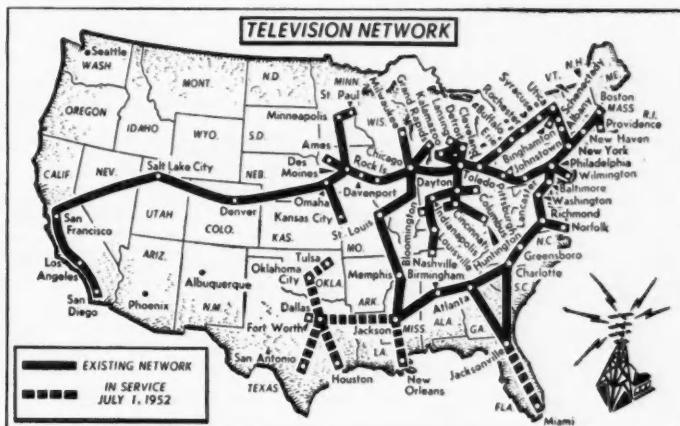 TELEVISION NETWORK
Seattle
WASH.
OREGON
IDAHO
MONT.
N.D.
S.D.
WYO.
NEB.
MINN.
St. Paul
Minneapolis
WIS.
Milwaukee
Grand Rapids
Kalamazoo
Lansing
Detroit
Cleveland
Buffalo
Erie
Rochester
Syracuse
Utica
Schenectady
Albany
VT.
N.H.
ME.
Boston
MASS
R.I.
Providence
New Haven
New York
Philadelphia
Wilmington
Baltimore
Washington
Richmond
Norfolk
Binghamton
Johnstown
Lancaster
Pittsburgh
Toledo
Dayton
Columbus
Cincinnati
Huntington
Indianapolis
Louisville
Bloomington
Chicago
Rock Is.
Davenport
Ames
Des
Moines
Omaha
Kansas City
St. Louis
MO.
KAS.
CALIF
NEV.
Salt Lake City
UTAH
Denver
COLO.
San
Francisco
Los
Angeles
San
Diego
ARIZ.
Phoenix
Albuquerque
N.M.
Tulsa
Oklahoma
City
OKLA.
Dallas
Fort Worth
San Antonio
TEXAS
Houston
ARK.
LA.
Memphis
Jackson
MISS.
New
Orleans
Nashville
Birmingham
ALA.
Atlanta
GA.
N.C.
Greensboro
Charlotte
S.C.
Jacksonville
FLA.
Miami
EXISTING NETWORK
IN SERVICE
JULY 1, 1952